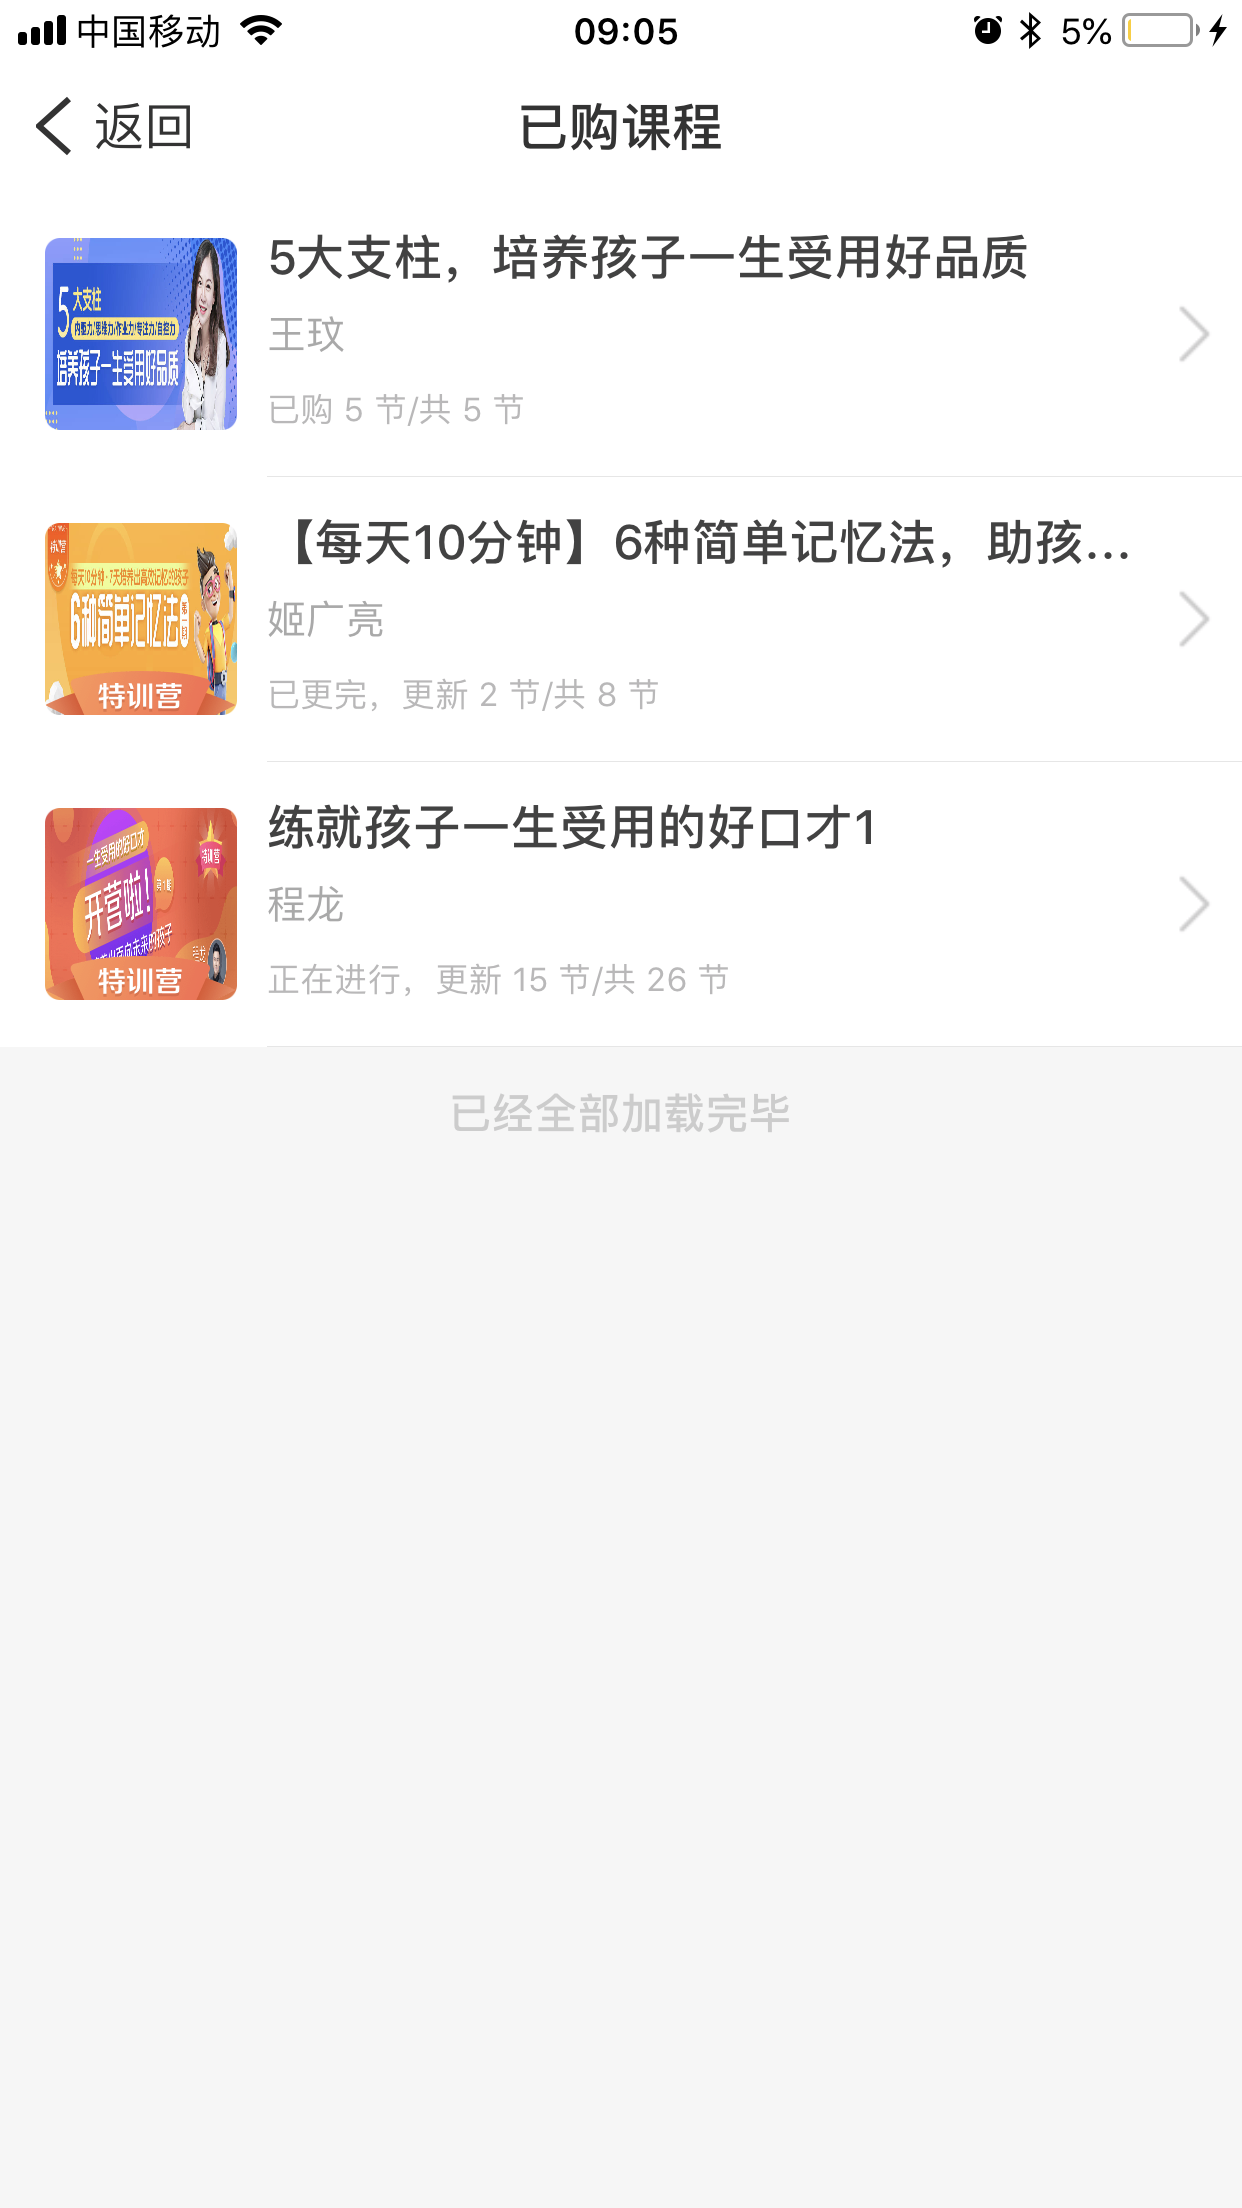 中国移动 09:05 5%
返回 已购课程
5大支柱，培养孩子一生受用好品质
王玟
已购 5 节/共 5 节
5大支柱
内驱力/思维力/作业力/专注力/自控力
培养孩子一生受用好品质
【每天10分钟】6种简单记忆法，助孩...
姬广亮
已更完，更新 2 节/共 8 节
每天10分钟·7天培养出高效记忆的孩子
6种简单记忆法
特训营
练就孩子一生受用的好口才1
程龙
正在进行，更新 15 节/共 26 节
一生受用的好口才
特训营
开营啦！
程龙
特训营
已经全部加载完毕